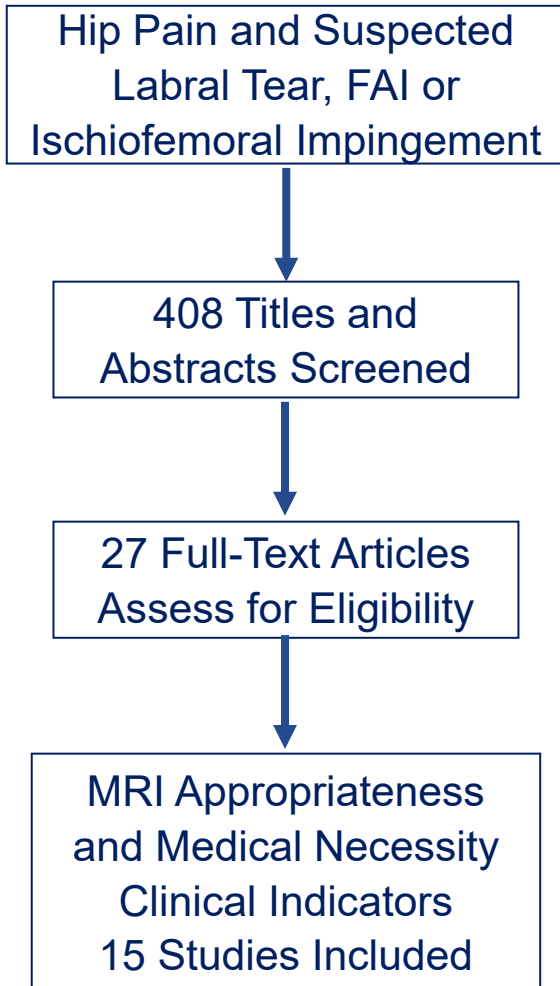 Hip Pain and Suspected
Labral Tear, FAI or
Ischiofemoral Impingement
408 Titles and
Abstracts Screened
27 Full-Text Articles
Assess for Eligibility
MRI Appropriateness
and Medical Necessity
Clinical Indicators
15 Studies Included